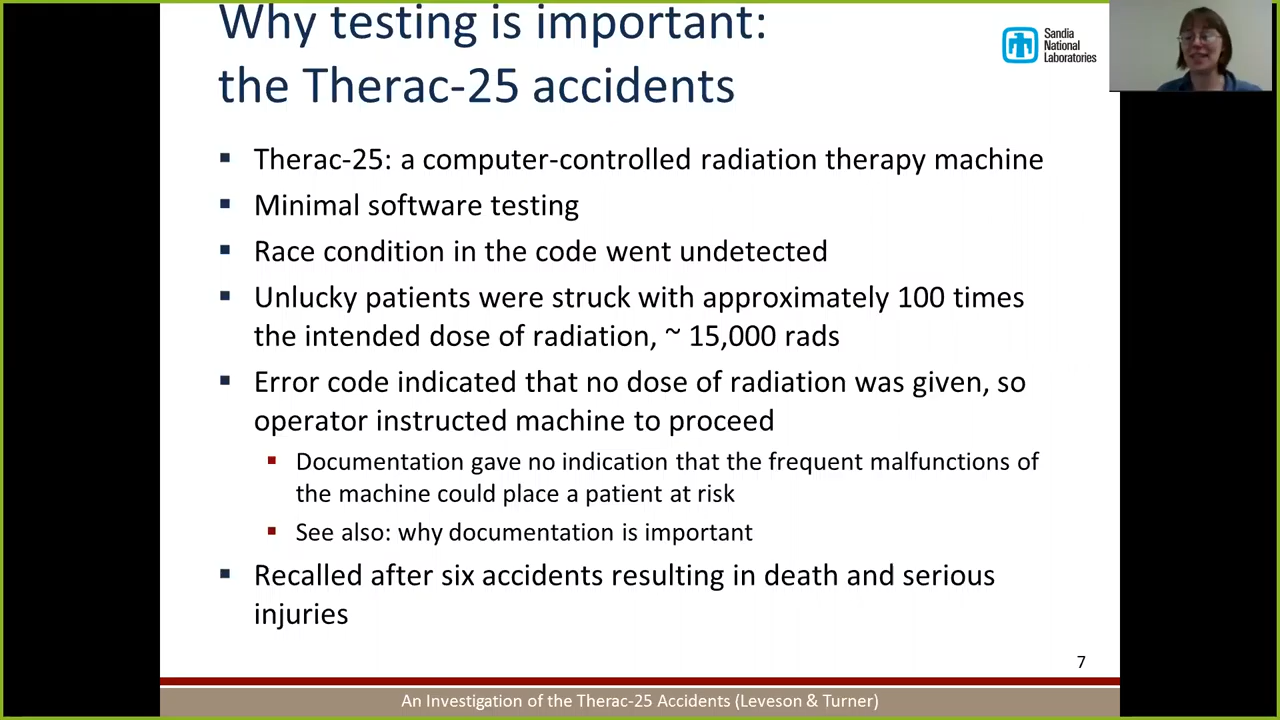 Why testing is important:
the Therac-25 accidents
Sandia
National
Laboratories
▪ Therac-25: a computer-controlled radiation therapy machine
▪ Minimal software testing
▪ Race condition in the code went undetected
▪ Unlucky patients were struck with approximately 100 times
the intended dose of radiation, ~ 15,000 rads
▪ Error code indicated that no dose of radiation was given, so
operator instructed machine to proceed
▪ Documentation gave no indication that the frequent malfunctions of
the machine could place a patient at risk
▪ See also: why documentation is important
▪ Recalled after six accidents resulting in death and serious
injuries
7
An Investigation of the Therac-25 Accidents (Leveson & Turner)